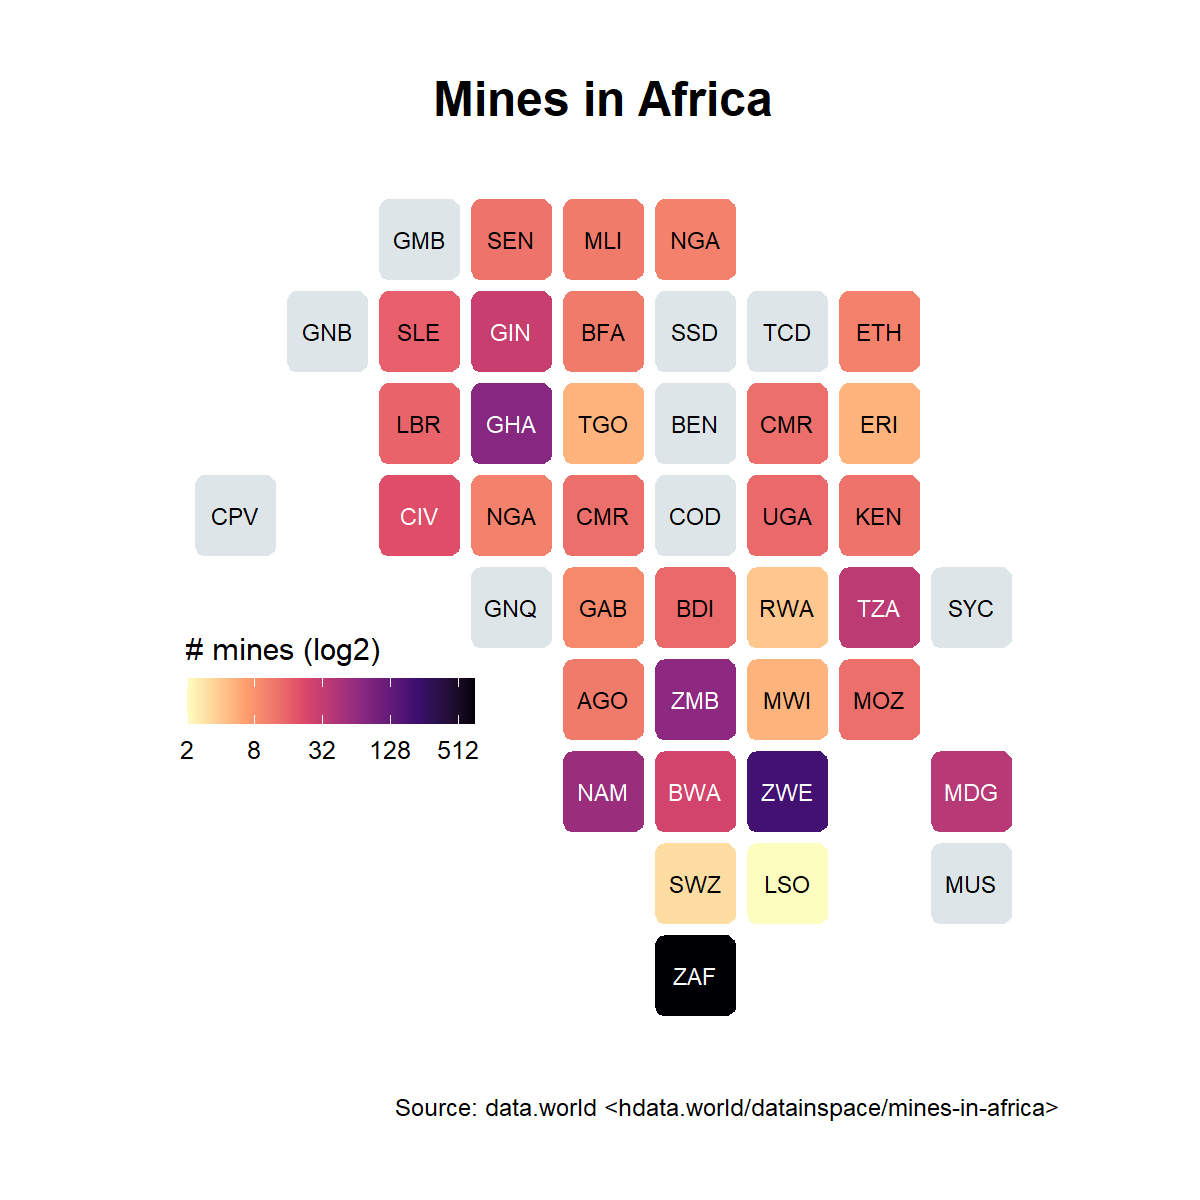 Mines in Africa
GMB SEN MLI NGA
GNB SLE GIN BFA SSD TCD ETH
LBR GHA TGO BEN CMR ERI
CPV CIV NGA CMR COD UGA KEN
GNQ GAB BDI RWA TZA SYC
# mines (log2)
2 8 32 128 512
AGO ZMB MWI MOZ
NAM BWA ZWE MDG
SWZ LSO MUS
ZAF
Source: data.world <hdata.world/datainspace/mines-in-africa>